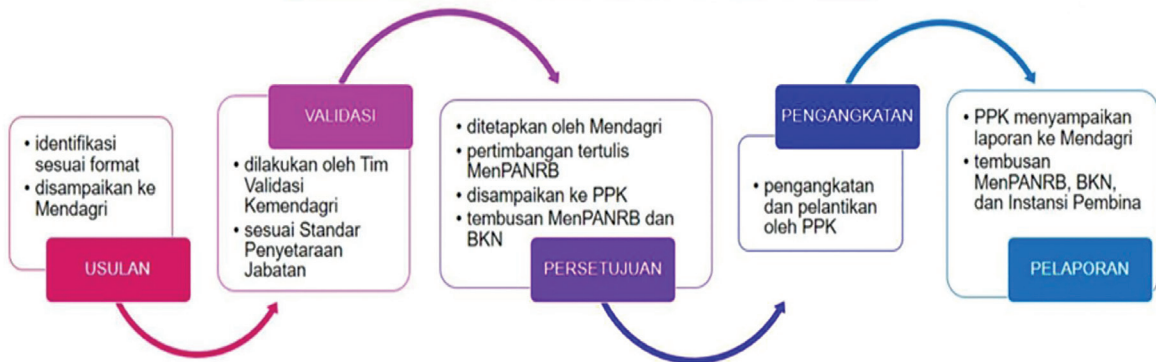 • identifikasi
sesuai format
• disampaikan ke
Mendagri
USULAN
VALIDASI
• dilakukan oleh Tim
Validasi
Kemendagri
• sesuai Standar
Penyetaraan
Jabatan
• ditetapkan oleh Mendagri
• pertimbangan tertulis
MenPANRB
• disampaikan ke PPK
• tembusan MenPANRB dan
BKN
PERSETUJUAN
PENGANGKATAN
• pengangkatan
dan pelantikan
oleh PPK
• PPK menyampaikan
laporan ke Mendagri
• tembusan
MenPANRB, BKN,
dan Instansi Pembina
PELAPORAN